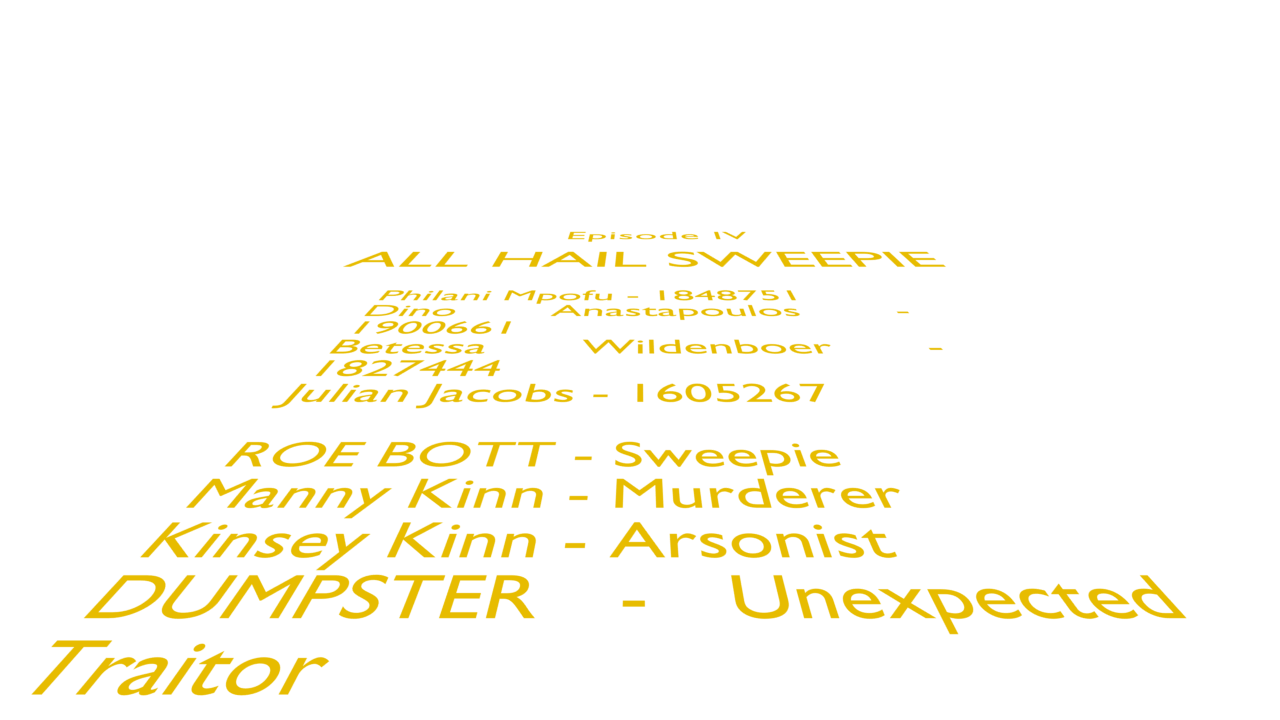 Episode IV
ALL HAIL SWEEPIE
Philani Mpofu - 1848751
Dino Anastapoulos -
1900661
Betessa Wildenboer -
1827444
Julian Jacobs - 1605267
ROE BOTT - Sweepie
Manny Kinn - Murderer
Kinsey Kinn - Arsonist
DUMPSTER - Unexpected
Traitor